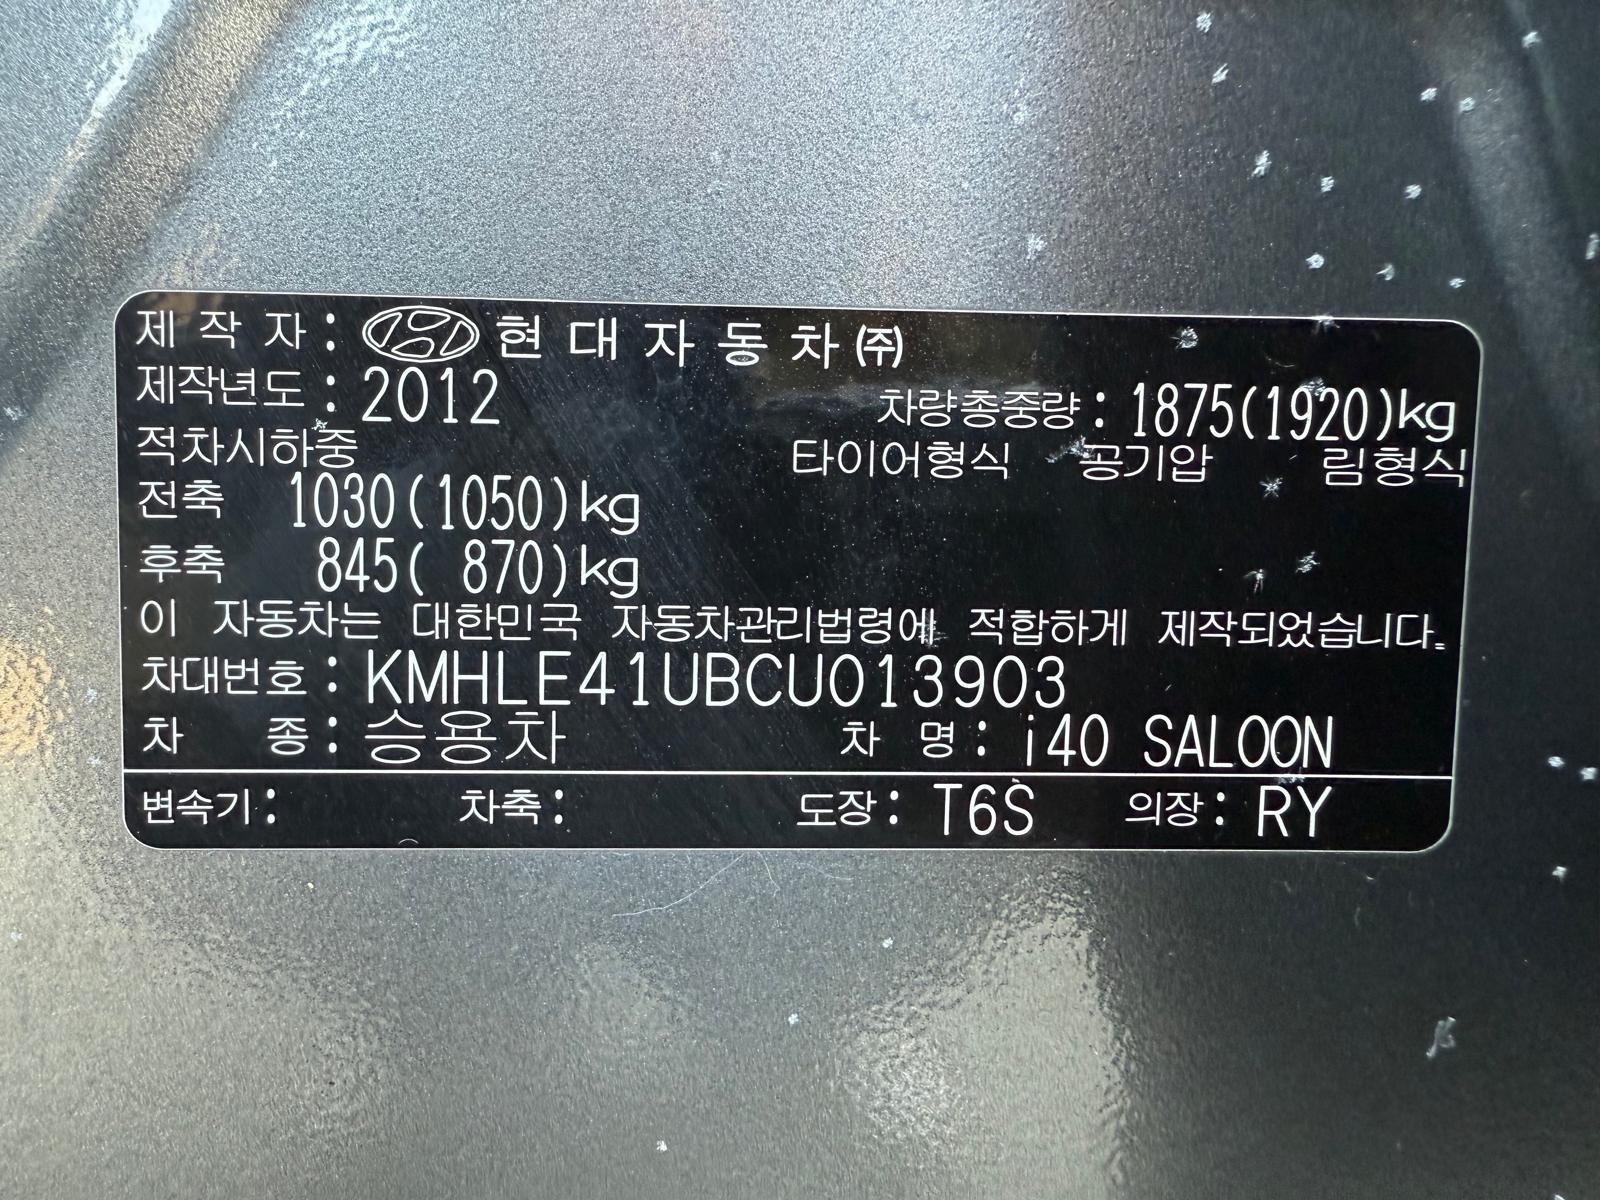 제 작 자 : 현 대 자 동 차 ㈜
제작년도 : 2012
차량총중량 : 1875(1920)kg
적차시하중
타이어형식 공기압 림형식
전축 1030(1050)kg
후축 845( 870)kg
이 자동차는 대한민국 자동차관리법령에 적합하게 제작되었습니다.
차대번호 : KMHLE41UBCU013903
차 종 : 승용차 차 명 : i40 SALOON
변속기 : 차축 : 도장 : T6S 의장 : RY